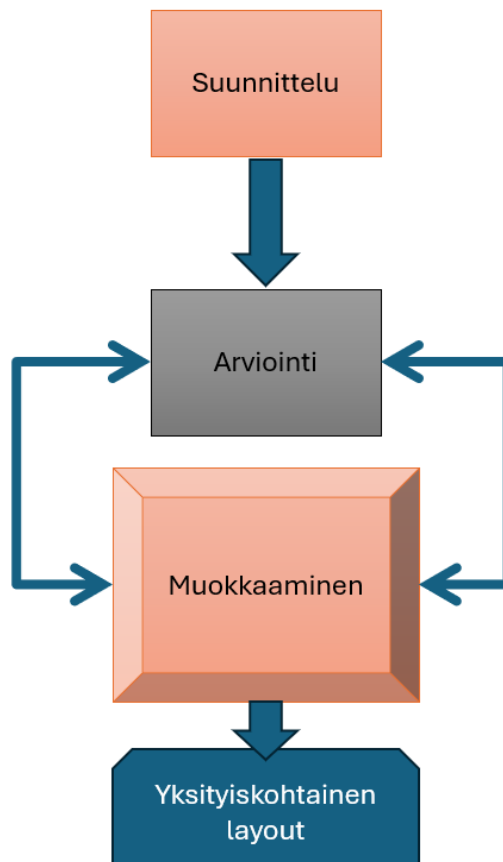 Suunnittelu
Arviointi
Muokkaaminen
Yksityiskohtainen
layout